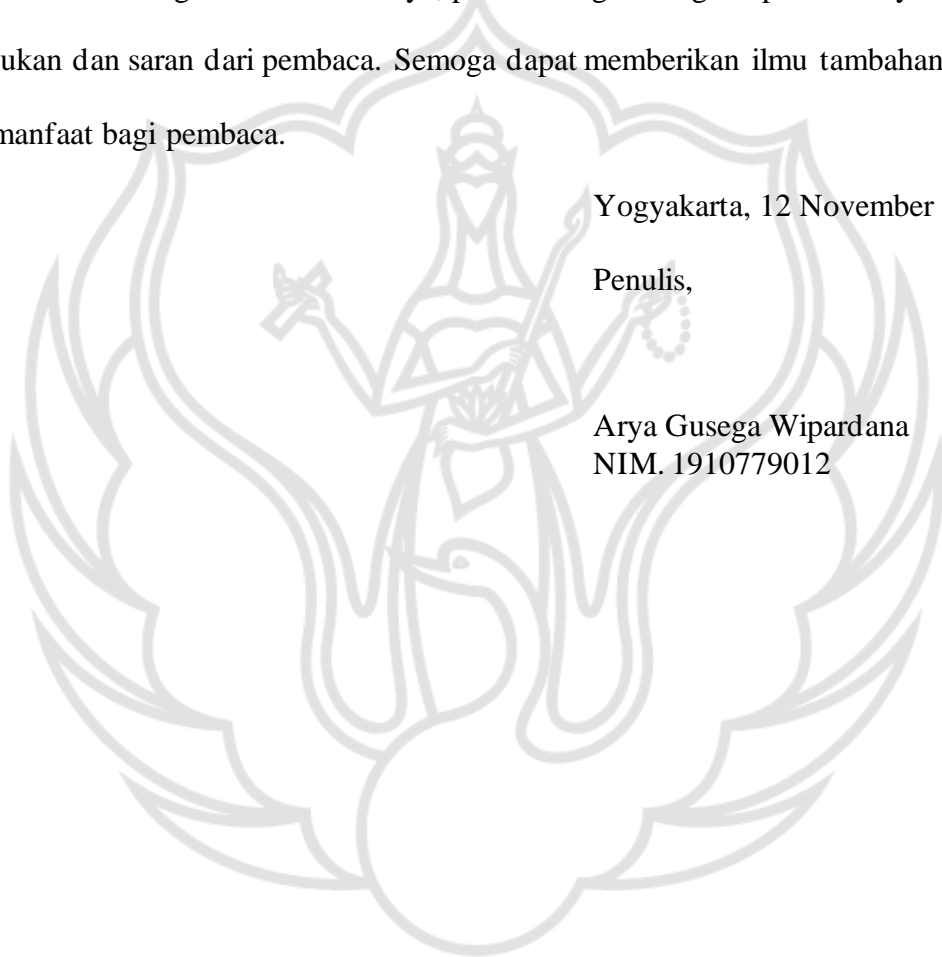 dan saran dari pembaca. Semoga dapat memberikan ilmu tambahan
manfaat bagi pembaca.
Yogyakarta, 12 November
Penulis,
Arya Gusega Wipardana
NIM. 1910779012